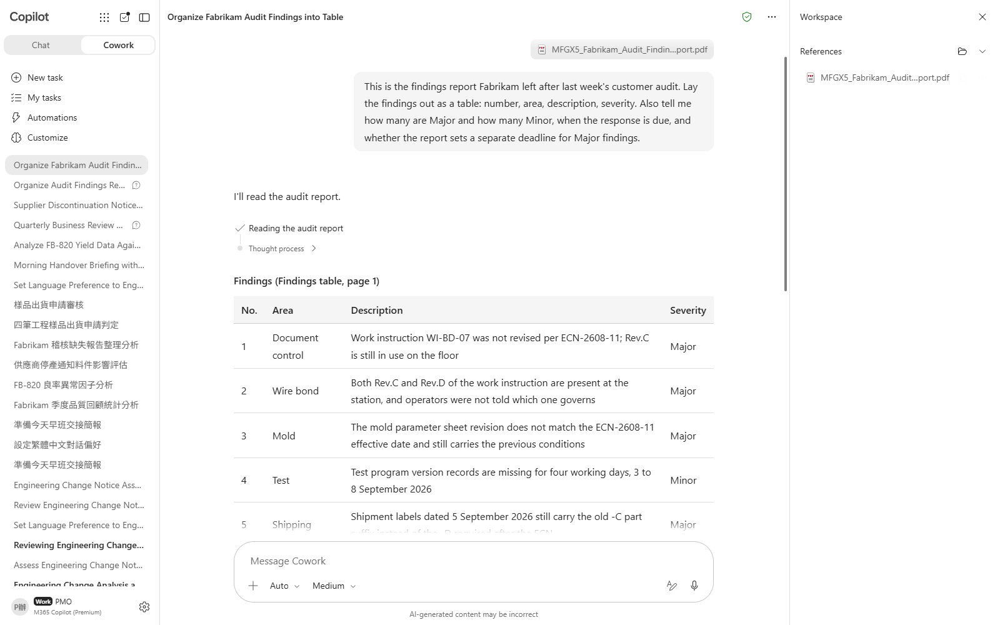 Copilot
Chat
Cowork
New task
My tasks
Automations
Customize
Organize Fabrikam Audit Findin...
Organize Audit Findings Re...
Supplier Discontinuation Notice...
Quarterly Business Review ...
Analyze FB-820 Yield Data Agai...
Morning Handover Briefing with...
Set Language Preference to Eng...
樣品出貨申請審核
四筆工程樣品出貨申請判定
Fabrikam 稽核缺失報告整理分析
供應商停產通知料件影響評估
FB-820 良率異常因子分析
Fabrikam 季度品質回顧統計分析
準備今天早班交接簡報
設定繁體中文對話偏好
準備今天早班交接簡報
Engineering Change Notice Ass...
Review Engineering Change Not...
Set Language Preference to Eng...
Reviewing Engineering Change...
Assess Engineering Change Not...
Engineering Change Analysis a
P辦
Work PMO
M365 Copilot (Premium)
Organize Fabrikam Audit Findings into Table
MFGX5_Fabrikam_Audit_Findin...port.pdf
This is the findings report Fabrikam left after last week's customer audit. Lay
the findings out as a table: number, area, description, severity. Also tell me
how many are Major and how many Minor, when the response is due, and
whether the report sets a separate deadline for Major findings.
I'll read the audit report.
Reading the audit report
Thought process
Findings (Findings table, page 1)
No. Area Description Severity
1 Document control Work instruction WI-BD-07 was not revised per ECN-2608-11; Rev.C
is still in use on the floor Major
2 Wire bond Both Rev.C and Rev.D of the work instruction are present at the
station, and operators were not told which one governs Major
3 Mold The mold parameter sheet revision does not match the ECN-2608-11
effective date and still carries the previous conditions Major
4 Test Test program version records are missing for four working days, 3 to
8 September 2026 Minor
5 Shipping Shipment labels dated 5 September 2026 still carry the old -C part
suffix instead of the -D required after the ECN Major
Message Cowork
Auto
Medium
AI-generated content may be incorrect
Workspace
References
MFGX5_Fabrikam_Audit...port.pdf